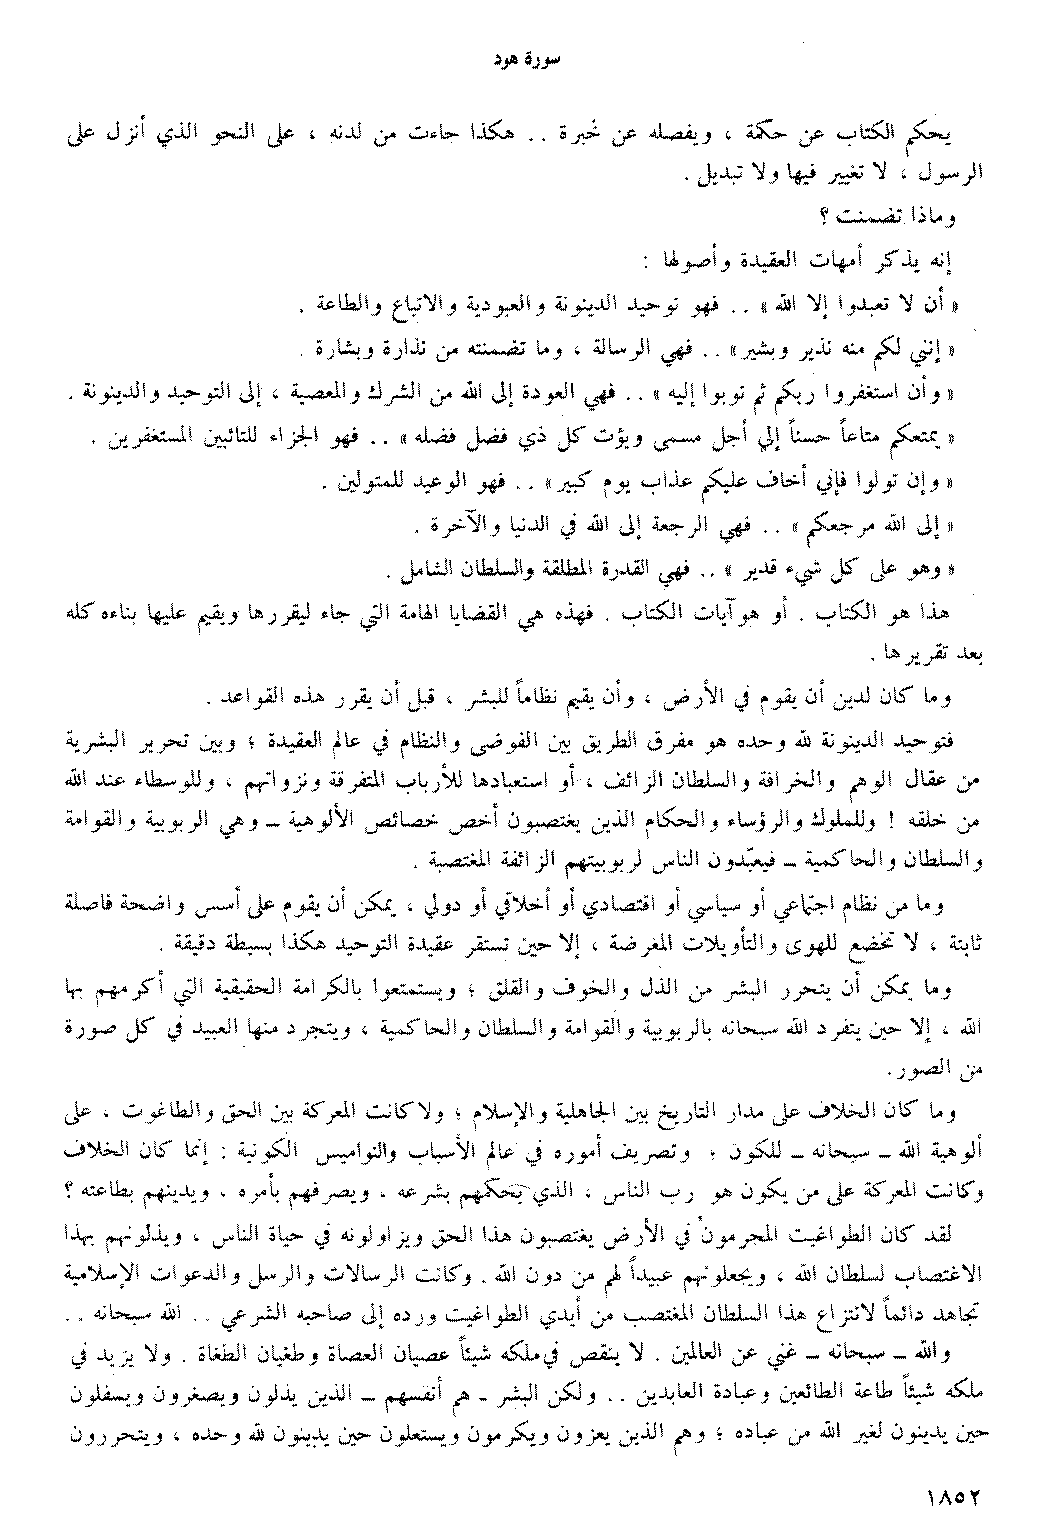 سورة هود
يحكم الكتاب عن حكمة ، ويفصله عن خُبرة .. هكذا جاءت من لدنه ، على النحو الذي أنزل على
الرسول ، لا تغيير فيها ولا تبديل .
وماذا تضمنت ؟
إنه يذكر أمهات العقيدة وأصولها :
« أن لا تعبدوا إلا الله » .. فهو توحيد الدينونة والعبودية والاتباع والطاعة .
« إنني لكم منه نذير وبشير» .. فهي الرسالة ، وما تضمنته من نذارة وبشارة .
« وأن استغفروا ربكم ثم توبوا إليه » .. فهي العودة إلى الله من الشرك والمعصية ، إلى التوحيد والدينونة .
« يمتعكم متاعاً حسناً إلي أجل مسمى ويؤت كل ذي فضل فضله » .. فهو الجزاء للتائبين المستغفرين .
« وإن تولوا فإني أخاف عليكم عذاب يوم كبير» .. فهو الوعيد للمتولين .
« إلى الله مرجعكم » .. فهي الرجعة إلى الله في الدنيا والآخرة .
« وهو على كل شيء قدير » .. فهي القدرة المطلقة والسلطان الشامل .
هذا هو الكتاب . أو هو آيات الكتاب . فهذه هي القضايا الهامة التي جاء ليقررها ويقيم عليها بناءه كله
بعد تقريرها .
وما كان لدين أن يقوم في الأرض ، وأن يقيم نظاماً للبشر ، قبل أن يقرر هذه القواعد .
فتوحيد الدينونة لله وحده هو مفرق الطريق بين الفوضى والنظام في عالم العقيدة ؛ وبين تحرير البشرية
من عقال الوهم والخرافة والسلطان الزائف ، أو استعبادها للأرباب المتفرقة ونزواتهم ، وللوسطاء عند الله
من خلقه ! وللملوك والرؤساء والحكام الذين يغتصبون أخص خصائص الألوهية ــ وهي الربوبية والقوامة
والسلطان والحاكمية ــ فيعبّدون الناس لربوبيتهم الزائفة المغتصبة .
وما من نظام اجتماعي أو سياسي أو اقتصادي أو أخلاقي أو دولي ، يمكن أن يقوم على أسس واضحة فاصلة
ثابتة ، لا تخضع للهوى والتأويلات المغرضة ، إلا حين تستقر عقيدة التوحيد هكذا بسيطة دقيقة .
وما يمكن أن يتحرر البشر من الذل والخوف والقلق ؛ ويستمتعوا بالكرامة الحقيقية التي أكرمهم بها
الله ، إلا حين يتفرد الله سبحانه بالربوبية والقوامة والسلطان والحاكمية ، ويتجرد منها العبيد في كل صورة
من الصور.
وما كان الخلاف على مدار التاريخ بين الجاهلية والإسلام ؛ ولا كانت المعركة بين الحق والطاغوت ، على
ألوهية الله ــ سبحانه ــ للكون ؛ وتصريف أموره في عالم الأسباب والنواميس الكونية : إنما كان الخلاف
وكانت المعركة على من يكون هو رب الناس ، الذي يحكمهم بشرعه ، ويصرفهم بأمره ، ويدينهم بطاعته ؟
لقد كان الطواغيت المجرمون في الأرض يغتصبون هذا الحق ويزاولونه في حياة الناس ، ويذلونهم بهذا
الاغتصاب لسلطان الله ، ويجعلونهم عبيداً لهم من دون الله . وكانت الرسالات والرسل والدعوات الإسلامية
تجاهد دائماً لانتزاع هذا السلطان المغتصب من أيدي الطواغيت ورده إلى صاحبه الشرعي .. الله سبحانه ..
والله ــ سبحانه ــ غني عن العالمين . لا ينقص في ملكه شيئاً عصيان العصاة وطغيان الطغاة . ولا يزيد في
ملكه شيئاً طاعة الطائعين وعبادة العابدين .. ولكن البشر ــ هم أنفسهم ــ الذين يذلون ويصغرون ويسفلون
حين يدينون لغير الله من عباده ؛ وهم الذين يعزون ويكرمون ويستعلون حين يدينون لله وحده ، ويتحررون
١٨٥٢